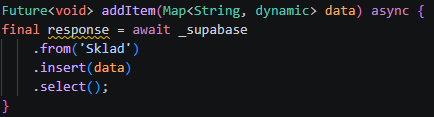 Future<void> addItem(Map<String, dynamic> data) async {
final response = await _supabase
    .from('Sklad')
    .insert(data)
    .select();
}